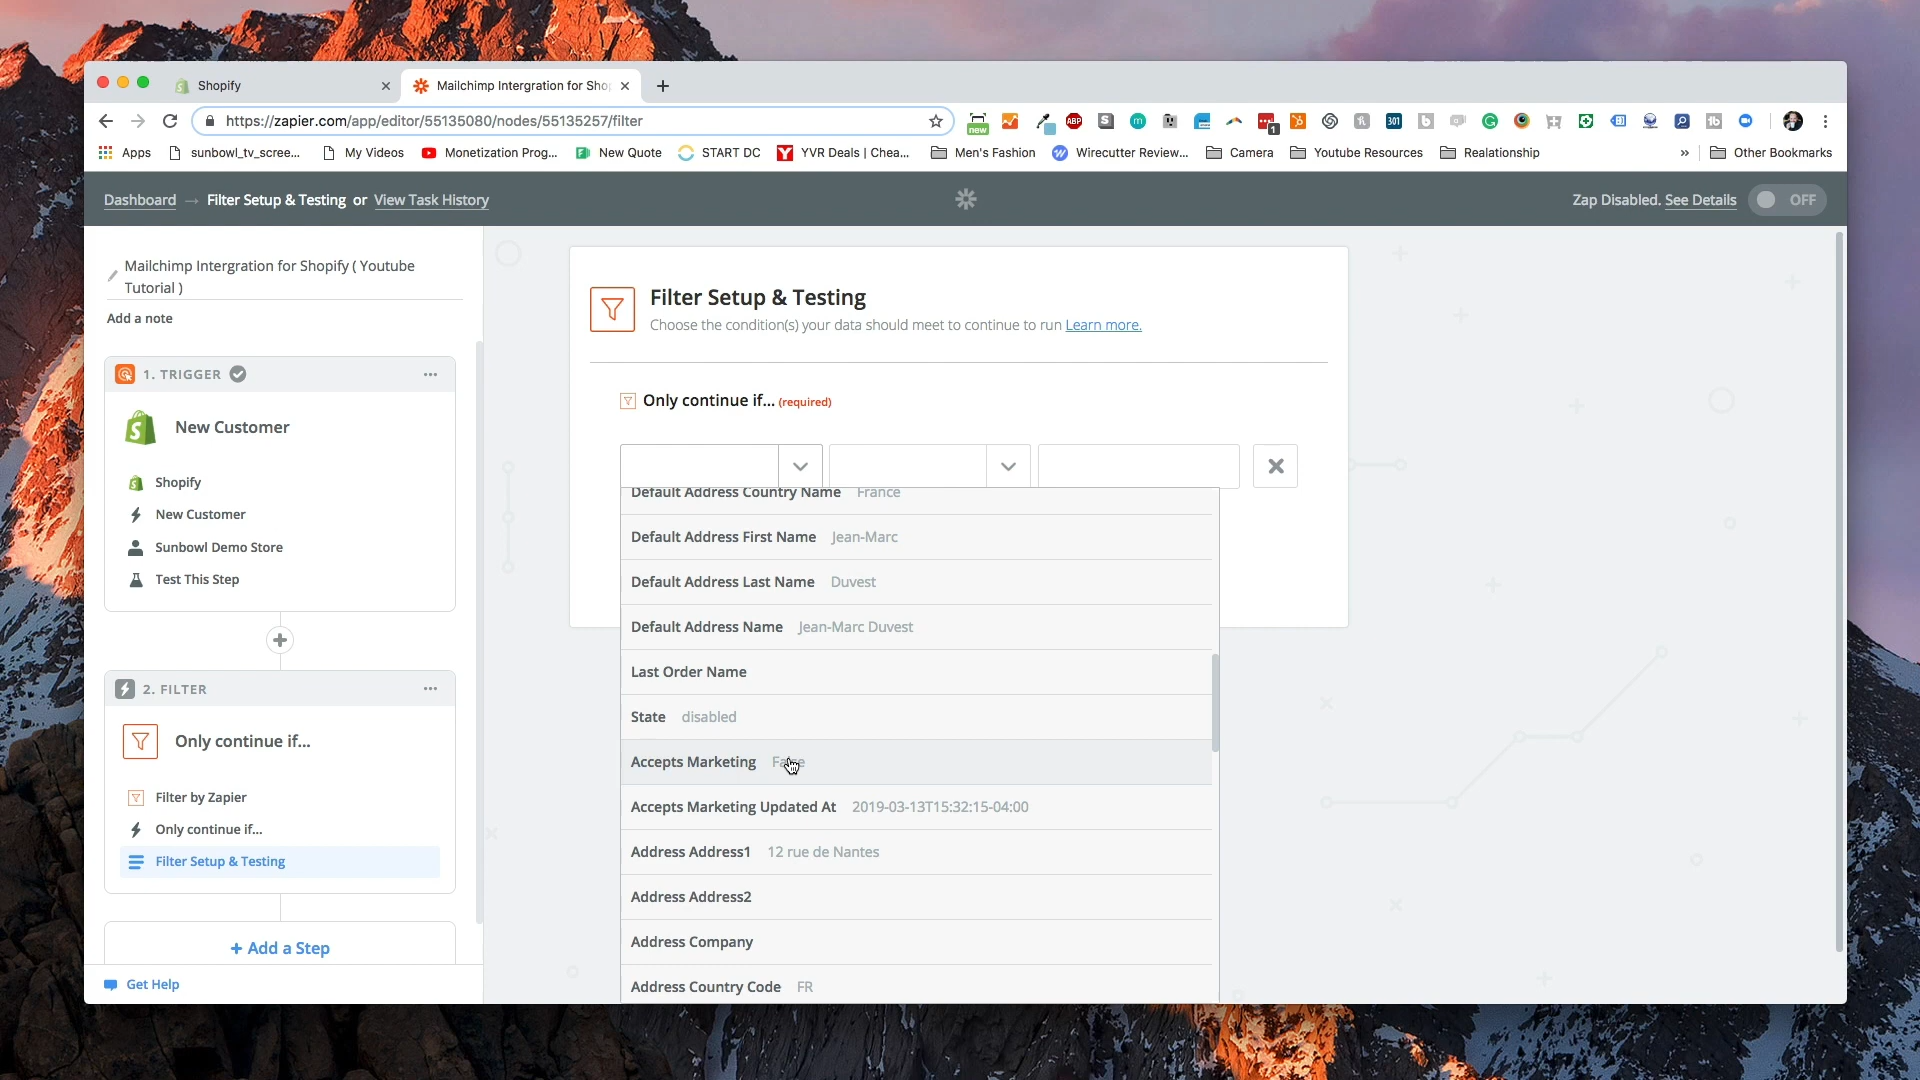 Shopify
Mailchimp Intergration for Sho
https://zapier.com/app/editor/55135080/nodes/55135257/filter
new
ABP
S
m
1
301
b
G
tb
Apps
sunbowl_tv_scree...
My Videos
Monetization Prog...
New Quote
START DC
YVR Deals | Chea...
Men's Fashion
Wirecutter Review...
Camera
Youtube Resources
Realationship
»
Other Bookmarks
Dashboard → Filter Setup & Testing or View Task History
Zap Disabled. See Details
OFF
Mailchimp Intergration for Shopify ( Youtube
Tutorial )
Add a note
1. TRIGGER
New Customer
Shopify
New Customer
Sunbowl Demo Store
Test This Step
2. FILTER
Only continue if...
Filter by Zapier
Only continue if...
Filter Setup & Testing
+ Add a Step
Get Help
Filter Setup & Testing
Choose the condition(s) your data should meet to continue to run Learn more.
Only continue if... (required)
Default Address Country Name France
Default Address First Name Jean-Marc
Default Address Last Name Duvest
Default Address Name Jean-Marc Duvest
Last Order Name
State disabled
Accepts Marketing
Accepts Marketing Updated At 2019-03-13T15:32:15-04:00
Address Address1 12 rue de Nantes
Address Address2
Address Company
Address Country Code FR